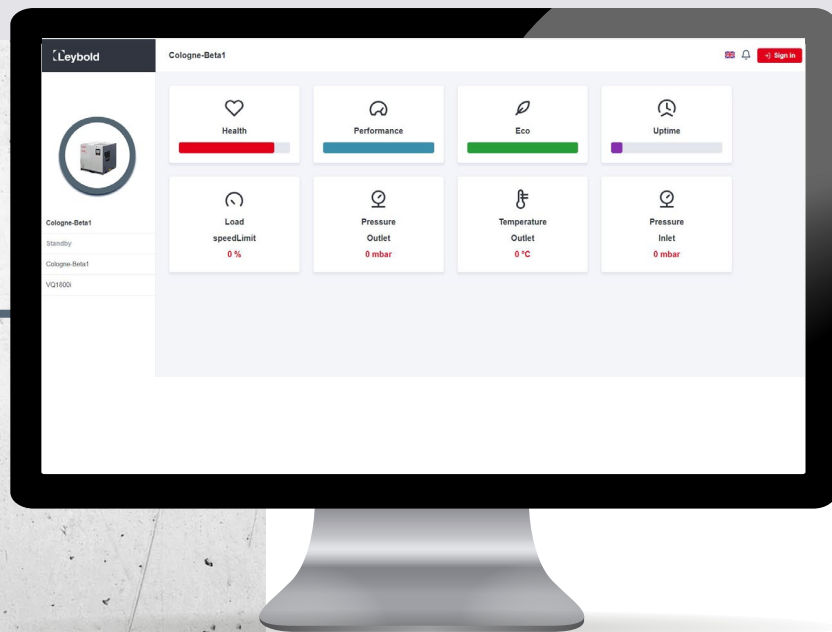 Leybold
Cologne-Beta1
Sign in
Health
Performance
Eco
Uptime
Load
speedLimit
0 %
Pressure
Outlet
0 mbar
Temperature
Outlet
0 °C
Pressure
Inlet
0 mbar
Cologne-Beta1
Standby
Cologne-Beta1
VQ1800i